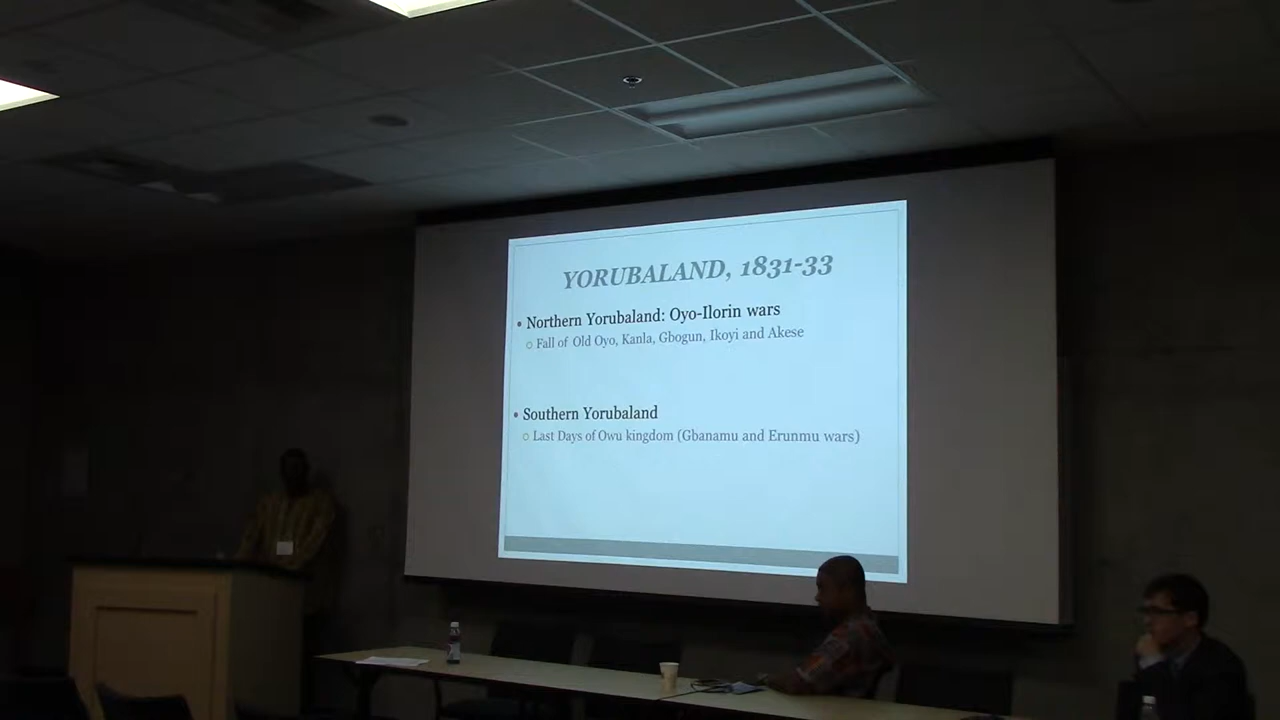 YORUBALAND, 1831-33
• Northern Yorubaland: Oyo-Ilorin wars
○ Fall of Old Oyo, Kanla, Gbogun, Ikoyi and Akese
• Southern Yorubaland
○ Last Days of Owu kingdom (Gbanamu and Erunmu wars)